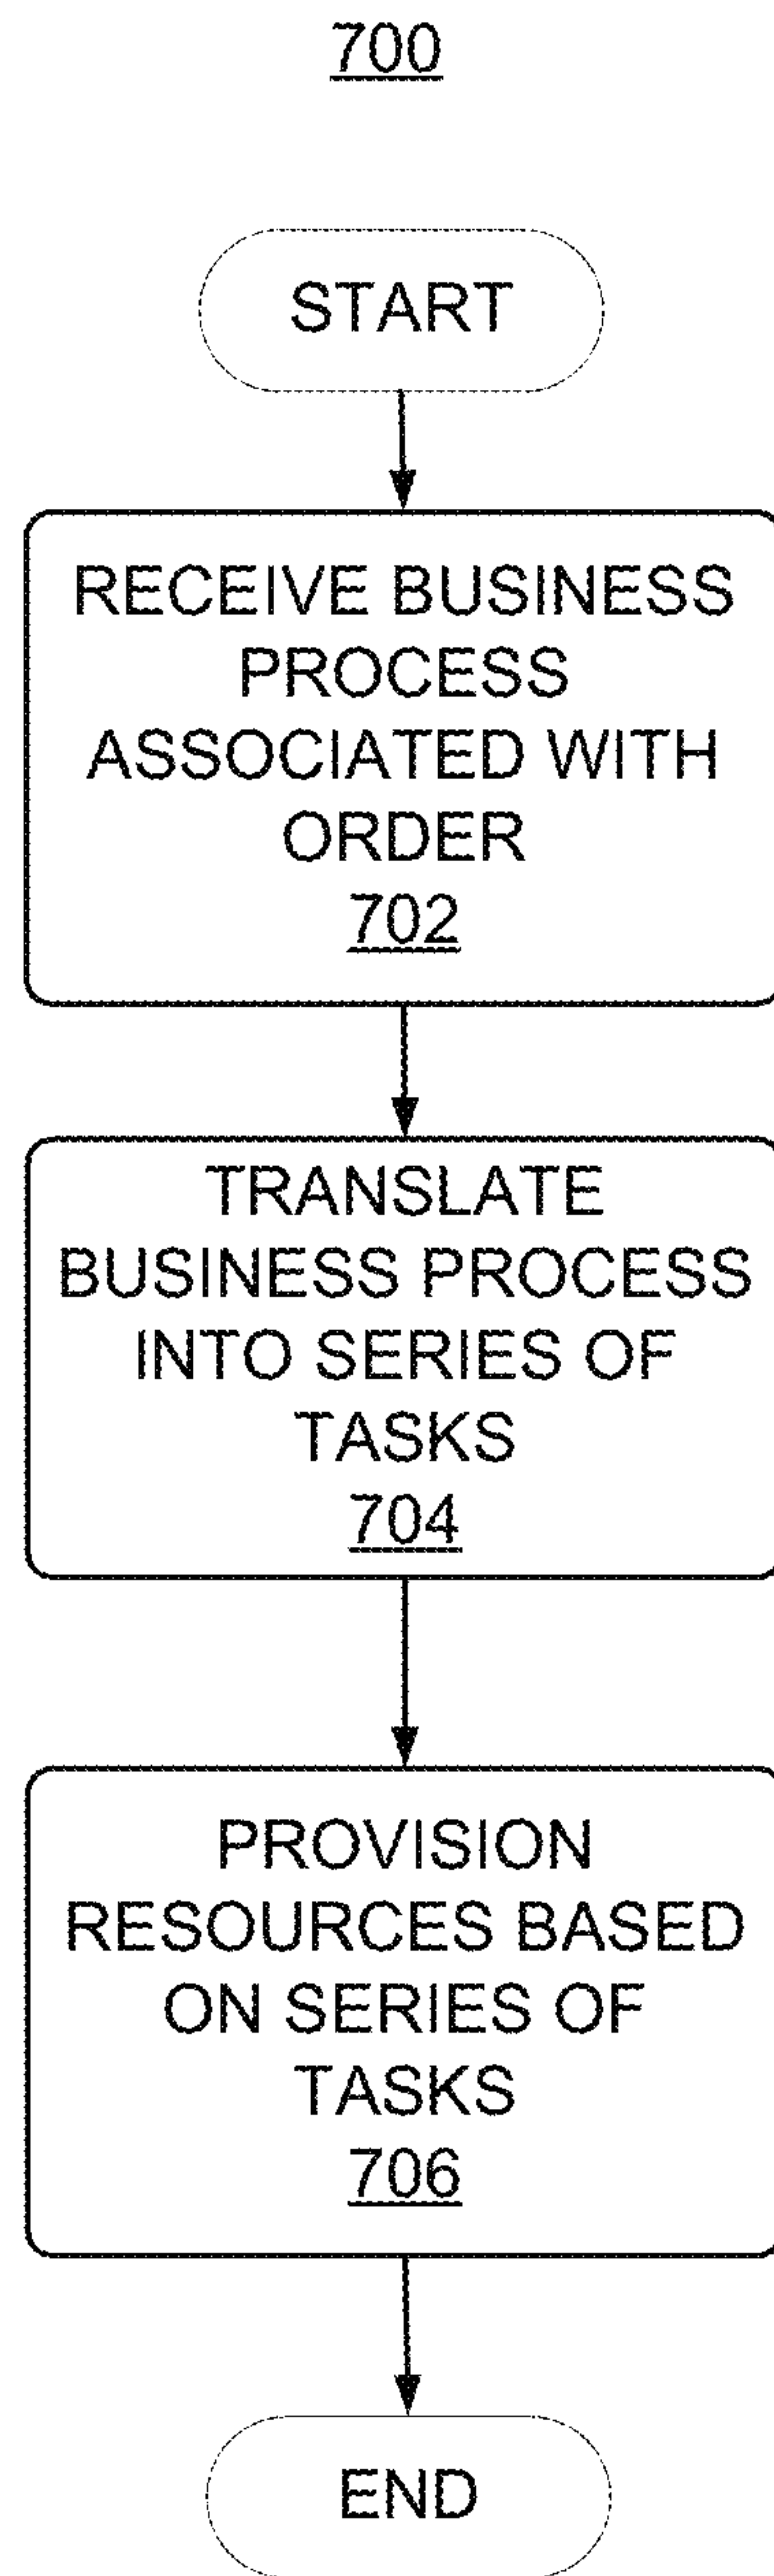 700
START
RECEIVE BUSINESS
PROCESS
ASSOCIATED WITH
ORDER
702
TRANSLATE
BUSINESS PROCESS
INTO SERIES OF
TASKS
704
PROVISION
RESOURCES BASED
ON SERIES OF
TASKS
706
END